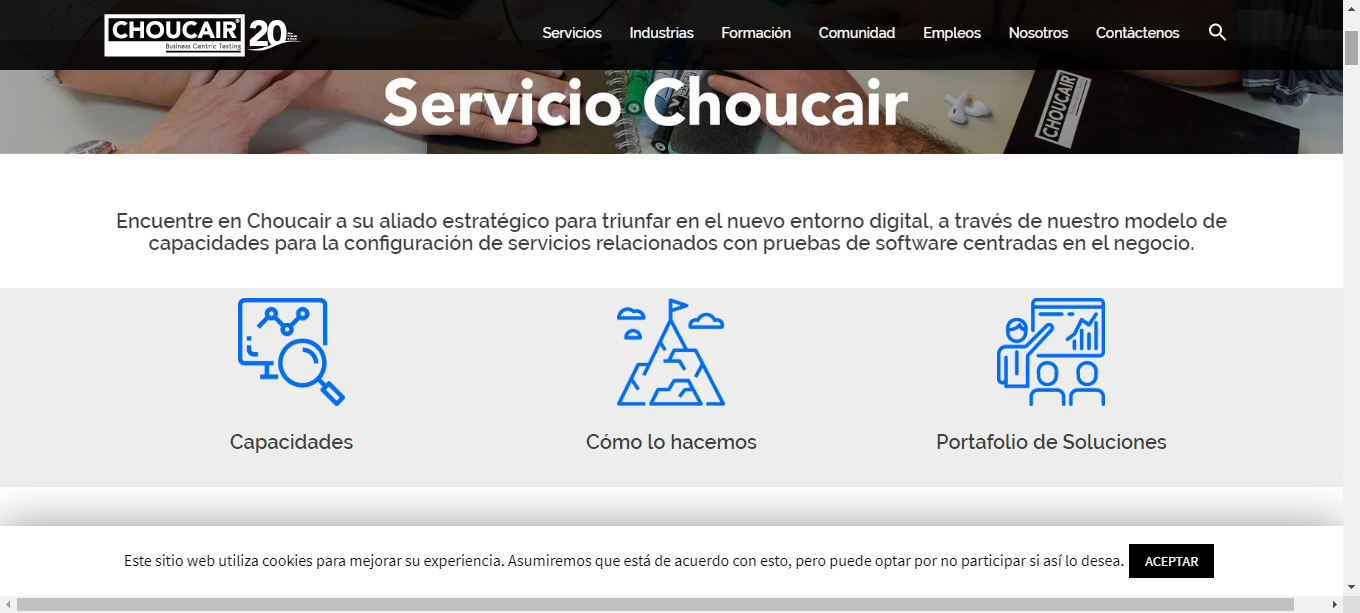 CHOUCAIR
Business Centric Testing
20
Servicios Industrias Formación Comunidad Empleos Nosotros Contáctenos
Servicio Choucair
CHOUCAIR
Encuentre en Choucair a su aliado estratégico para triunfar en el nuevo entorno digital, a través de nuestro modelo de
capacidades para la configuración de servicios relacionados con pruebas de software centradas en el negocio.
Capacidades Cómo lo hacemos Portafolio de Soluciones
Este sitio web utiliza cookies para mejorar su experiencia. Asumiremos que está de acuerdo con esto, pero puede optar por no participar si así lo desea. ACEPTAR